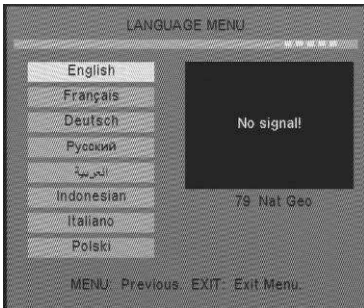 LANGUAGE MENU
English
Français
Deutsch
Русский
العربية
Indonesian
Italiano
Polski
No signal!
79 Nat Geo
MENU: Previous. EXIT: Exit Menu.